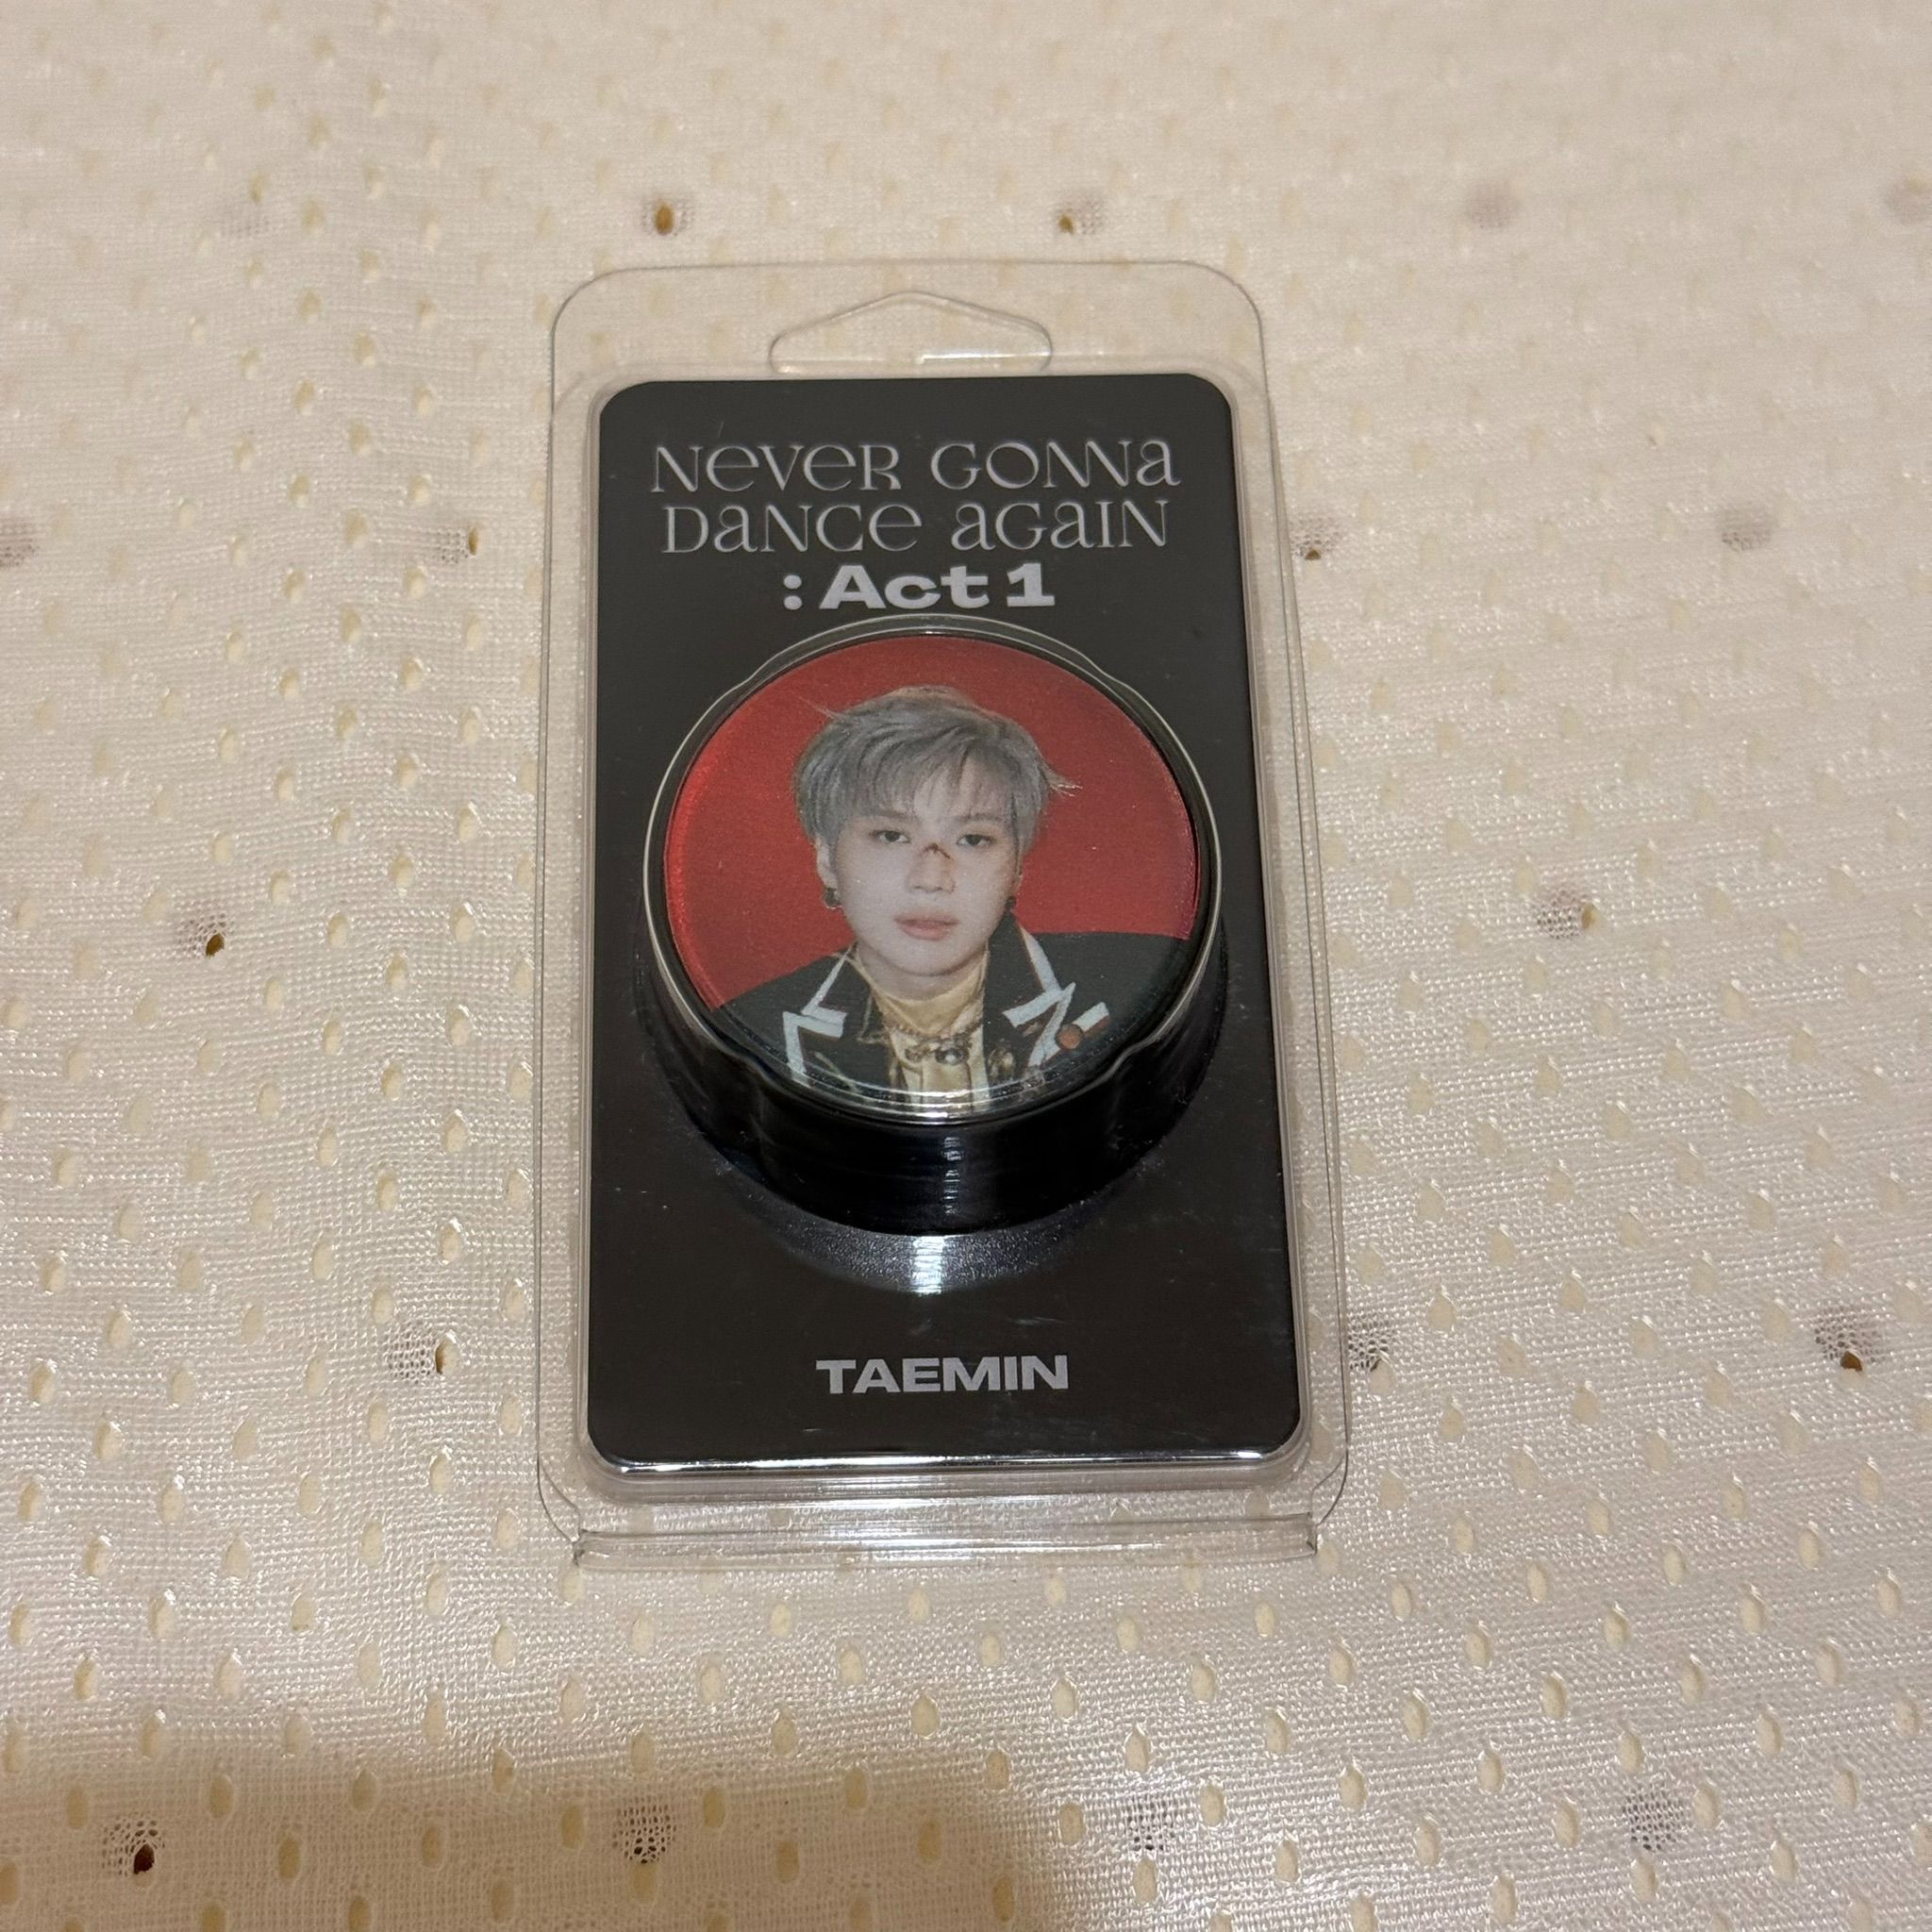 Never Gonna
Dance Again
: Act 1
TAEMIN